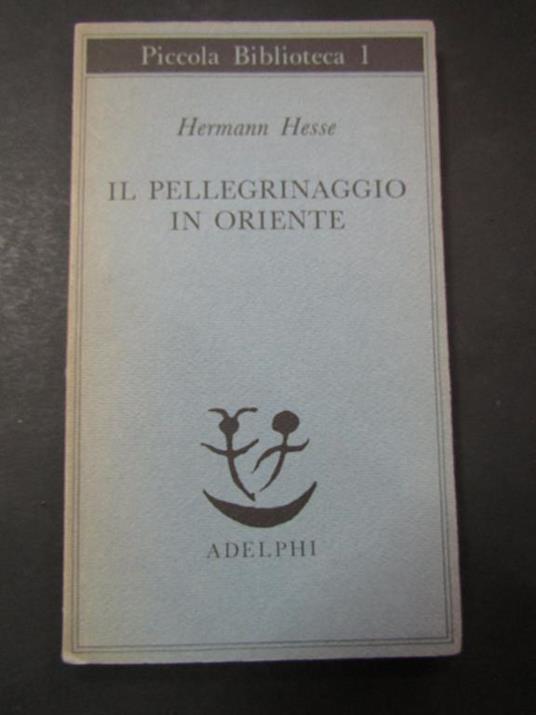 Piccola Biblioteca 1
Hermann Hesse
IL PELLEGRINAGGIO
IN ORIENTE
ADELPHI